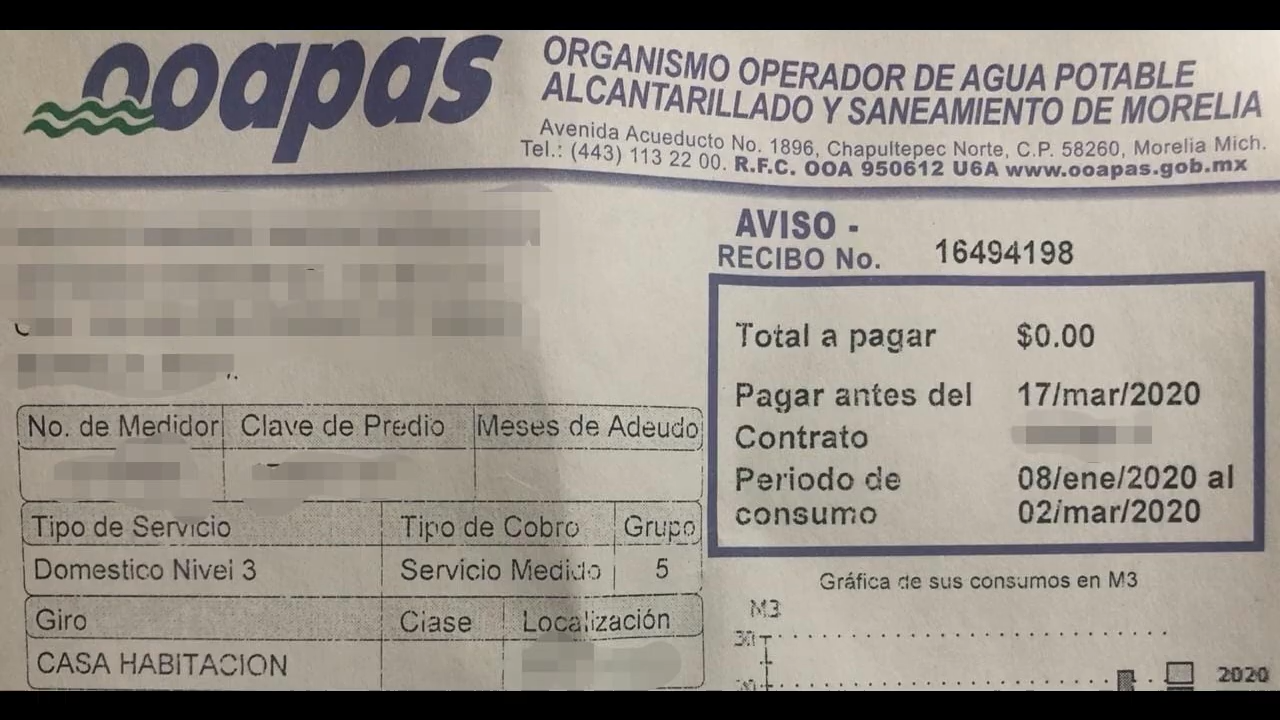 ooapas
ORGANISMO OPERADOR DE AGUA POTABLE
ALCANTARILLADO Y SANEAMIENTO DE MORELIA
Avenida Acueducto No. 1896, Chapultepec Norte, C.P. 58260, Morelia Mich.
Tel.: (443) 113 22 00. R.F.C. OOA 950612 U6A www.ooapas.gob.mx
AVISO -
RECIBO No. 16494198
Total a pagar $0.00
Pagar antes del 17/mar/2020
Contrato
Periodo de 08/ene/2020 al
consumo 02/mar/2020
No. de Medidor Clave de Predio Meses de Adeudo
Tipo de Servicio Tipo de Cobro Grupo
Domestico Nivel 3 Servicio Medido 5
Giro Clase Localización
CASA HABITACION
Gráfica de sus consumos en M3
M3
30
2020